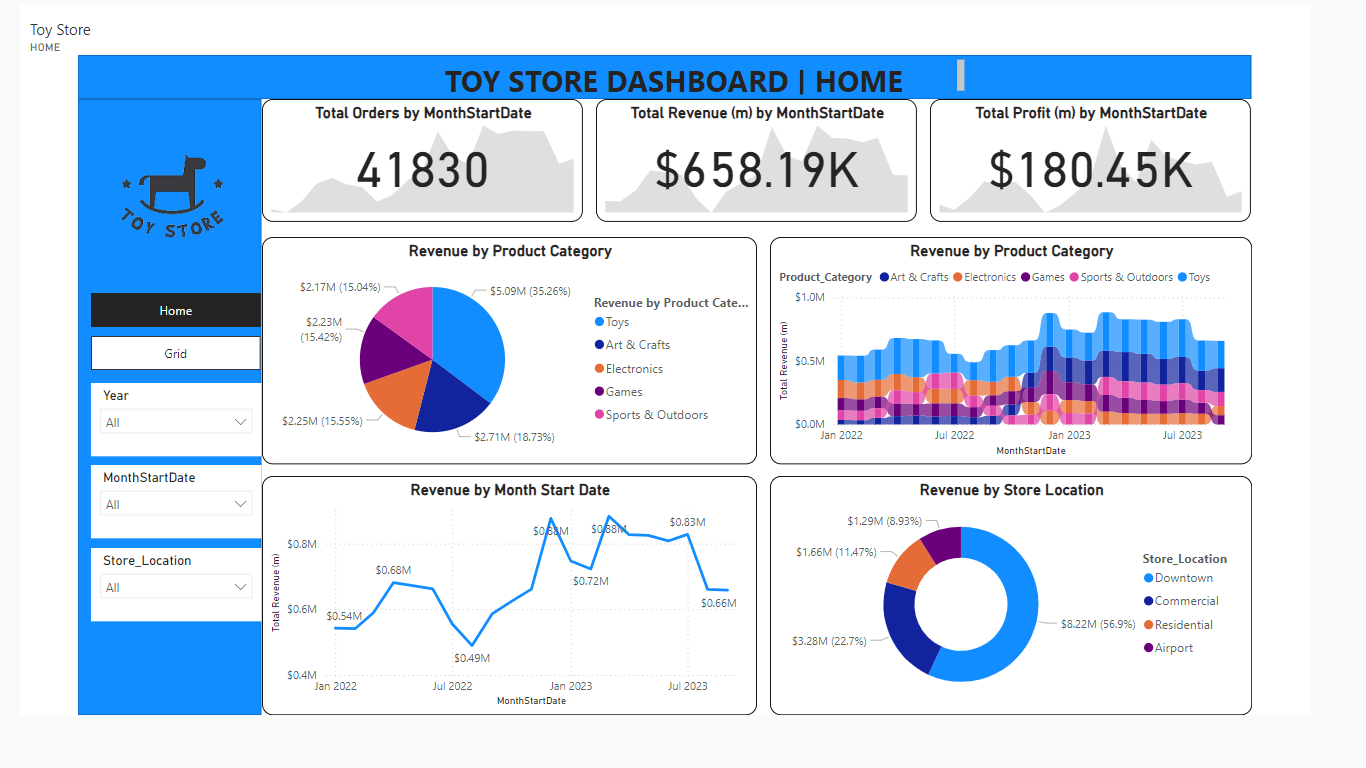 Toy Store
HOME
TOY STORE DASHBOARD | HOME
TOY STORE
Home
Grid
Year
All
MonthStartDate
All
Store_Location
All
Total Orders by MonthStartDate
41830
Total Revenue (m) by MonthStartDate
$658.19K
Total Profit (m) by MonthStartDate
$180.45K
Revenue by Product Category
$2.17M (15.04%)
$5.09M (35.26%)
$2.23M
(15.42%)
$2.25M (15.55%)
$2.71M (18.73%)
Revenue by Product Cate...
Toys
Art & Crafts
Electronics
Games
Sports & Outdoors
Revenue by Product Category
Product_Category Art & Crafts Electronics Games Sports & Outdoors Toys
Total Revenue (m)
$1.0M
$0.5M
$0.0M
Jan 2022 Jul 2022 Jan 2023 Jul 2023
MonthStartDate
Revenue by Month Start Date
Total Revenue (m)
$0.8M
$0.6M
$0.4M
$0.54M
$0.68M
$0.49M
$0.88M
$0.72M
$0.88M
$0.83M
$0.66M
Jan 2022 Jul 2022 Jan 2023 Jul 2023
MonthStartDate
Revenue by Store Location
$1.29M (8.93%)
$1.66M (11.47%)
$3.28M (22.7%)
$8.22M (56.9%)
Store_Location
Downtown
Commercial
Residential
Airport